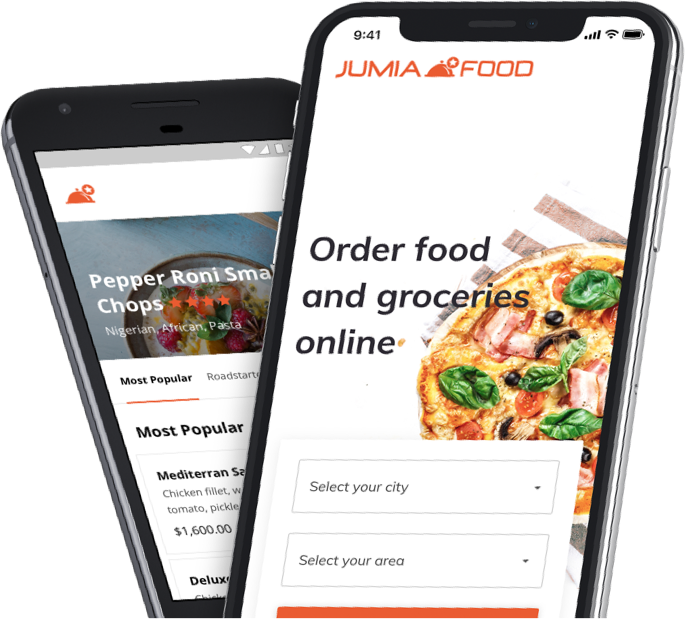 9:41
JUMIA FOOD
Order food
and groceries
online
Select your city
Select your area
Pepper Roni Smal
Chops
Nigerian, African, Pasta
Most Popular Roadstarte
Most Popular
Mediterran Sa
Chicken fillet, w
tomato, pickle
$1,600.00
Deluxe